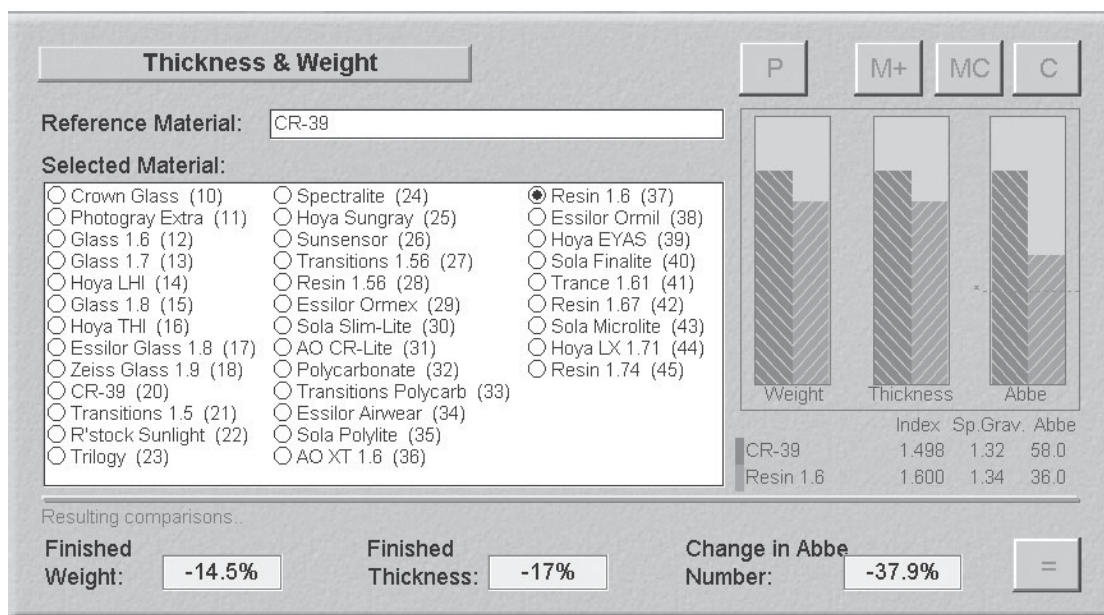 Thickness & Weight
P M+ MC C
Reference Material: CR-39
Selected Material:
Crown Glass (10) Spectralite (24) Resin 1.6 (37)
Photogray Extra (11) Hoya Sungray (25) Essilor Ormil (38)
Glass 1.6 (12) Sunsensor (26) Hoya EYAS (39)
Glass 1.7 (13) Transitions 1.56 (27) Sola Finalite (40)
Hoya LHI (14) Resin 1.56 (28) Trance 1.61 (41)
Glass 1.8 (15) Essilor Ormex (29) Resin 1.67 (42)
Hoya THI (16) Sola Slim-Lite (30) Sola Microlite (43)
Essilor Glass 1.8 (17) AO CR-Lite (31) Hoya LX 1.71 (44)
Zeiss Glass 1.9 (18) Polycarbonate (32) Resin 1.74 (45)
CR-39 (20) Transitions Polycarb (33)
Transitions 1.5 (21) Essilor Airwear (34)
R'stock Sunlight (22) Sola Polylite (35)
Trilogy (23) AO XT 1.6 (36)
Weight Thickness Abbe
Index Sp.Grav. Abbe
CR-39 1.498 1.32 58.0
Resin 1.6 1.600 1.34 36.0
Resulting comparisons..
Finished Weight: -14.5%
Finished Thickness: -17%
Change in Abbe Number: -37.9%
=